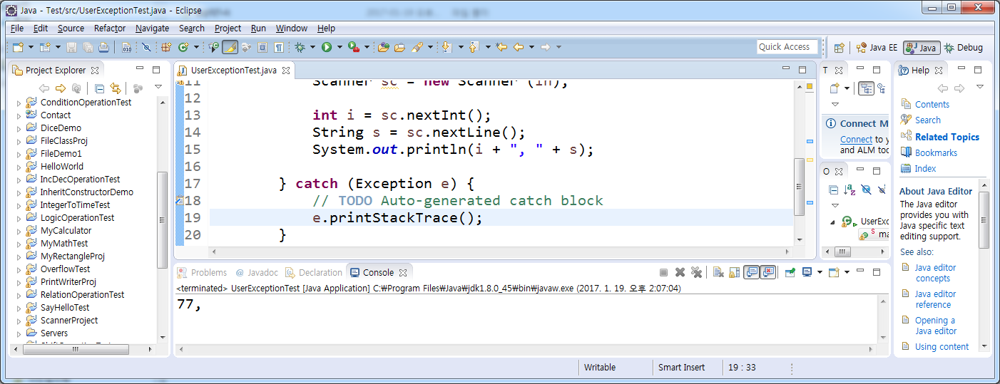 Java - Test/src/UserExceptionTest.java - Eclipse
File Edit Source Refactor Navigate Search Project Run Window Help
Quick Access
Java EE
Java
Debug
Project Explorer
ConditionOperationTest
Contact
DiceDemo
FileClassProj
FileDemo1
HelloWorld
IncDecOperationTest
InheritConstructorDemo
IntegerToTimeTest
LogicOperationTest
MyCalculator
MyMathTest
MyRectangleProj
OverflowTest
PrintWriterProj
RelationOperationTest
SayHelloTest
ScannerProject
Servers
UserExceptionTest.java
11 Scanner sc = new Scanner (in);
12
13 int i = sc.nextInt();
14 String s = sc.nextLine();
15 System.out.println(i + ", " + s);
16
17 } catch (Exception e) {
18 // TODO Auto-generated catch block
19 e.printStackTrace();
20 }
Problems @ Javadoc Declaration Console
<terminated> UserExceptionTest [Java Application] C:₩Program Files₩Java₩jdk1.8.0_45₩bin₩javaw.exe (2017. 1. 19. 오후 2:07:04)
77,
T
Connect M
Connect to y
and ALM too
O
UserExc
ma
Help
Contents
Search
Related Topics
Bookmarks
Index
About Java Editor
The Java editor
provides you with
Java specific text
editing support.
See also:
Java editor
concepts
Java editor
reference
Opening a
Java editor
Using content
Writable
Smart Insert
19 : 33